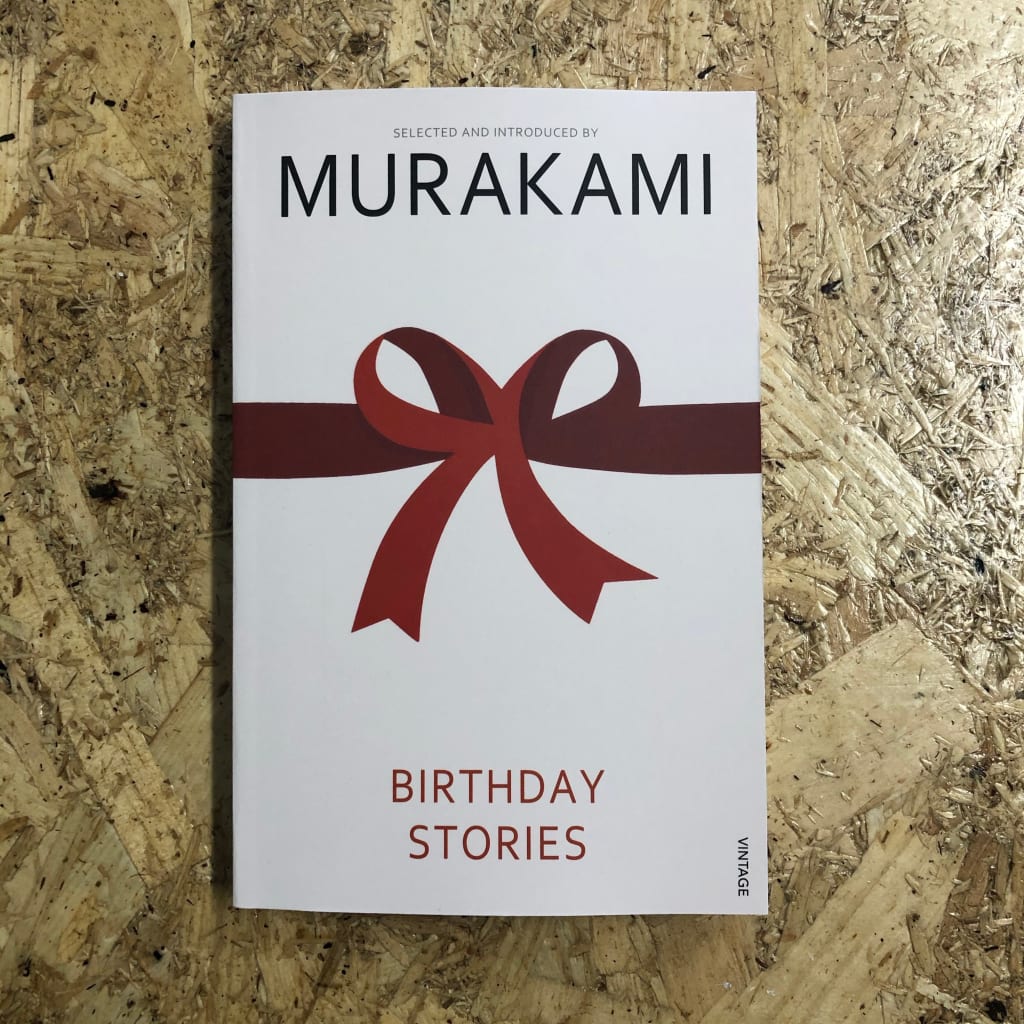 SELECTED AND INTRODUCED BY
MURAKAMI
BIRTHDAY
STORIES
VINTAGE